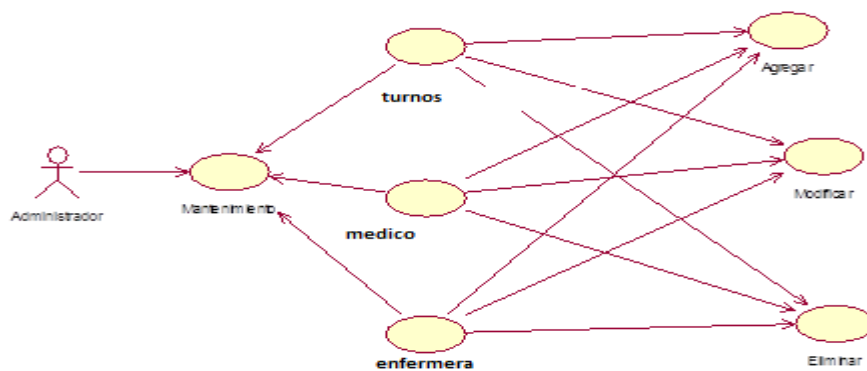 Agregar
turnos
Modificar
Administrador
Mantenimiento
medico
enfermera
Eliminar